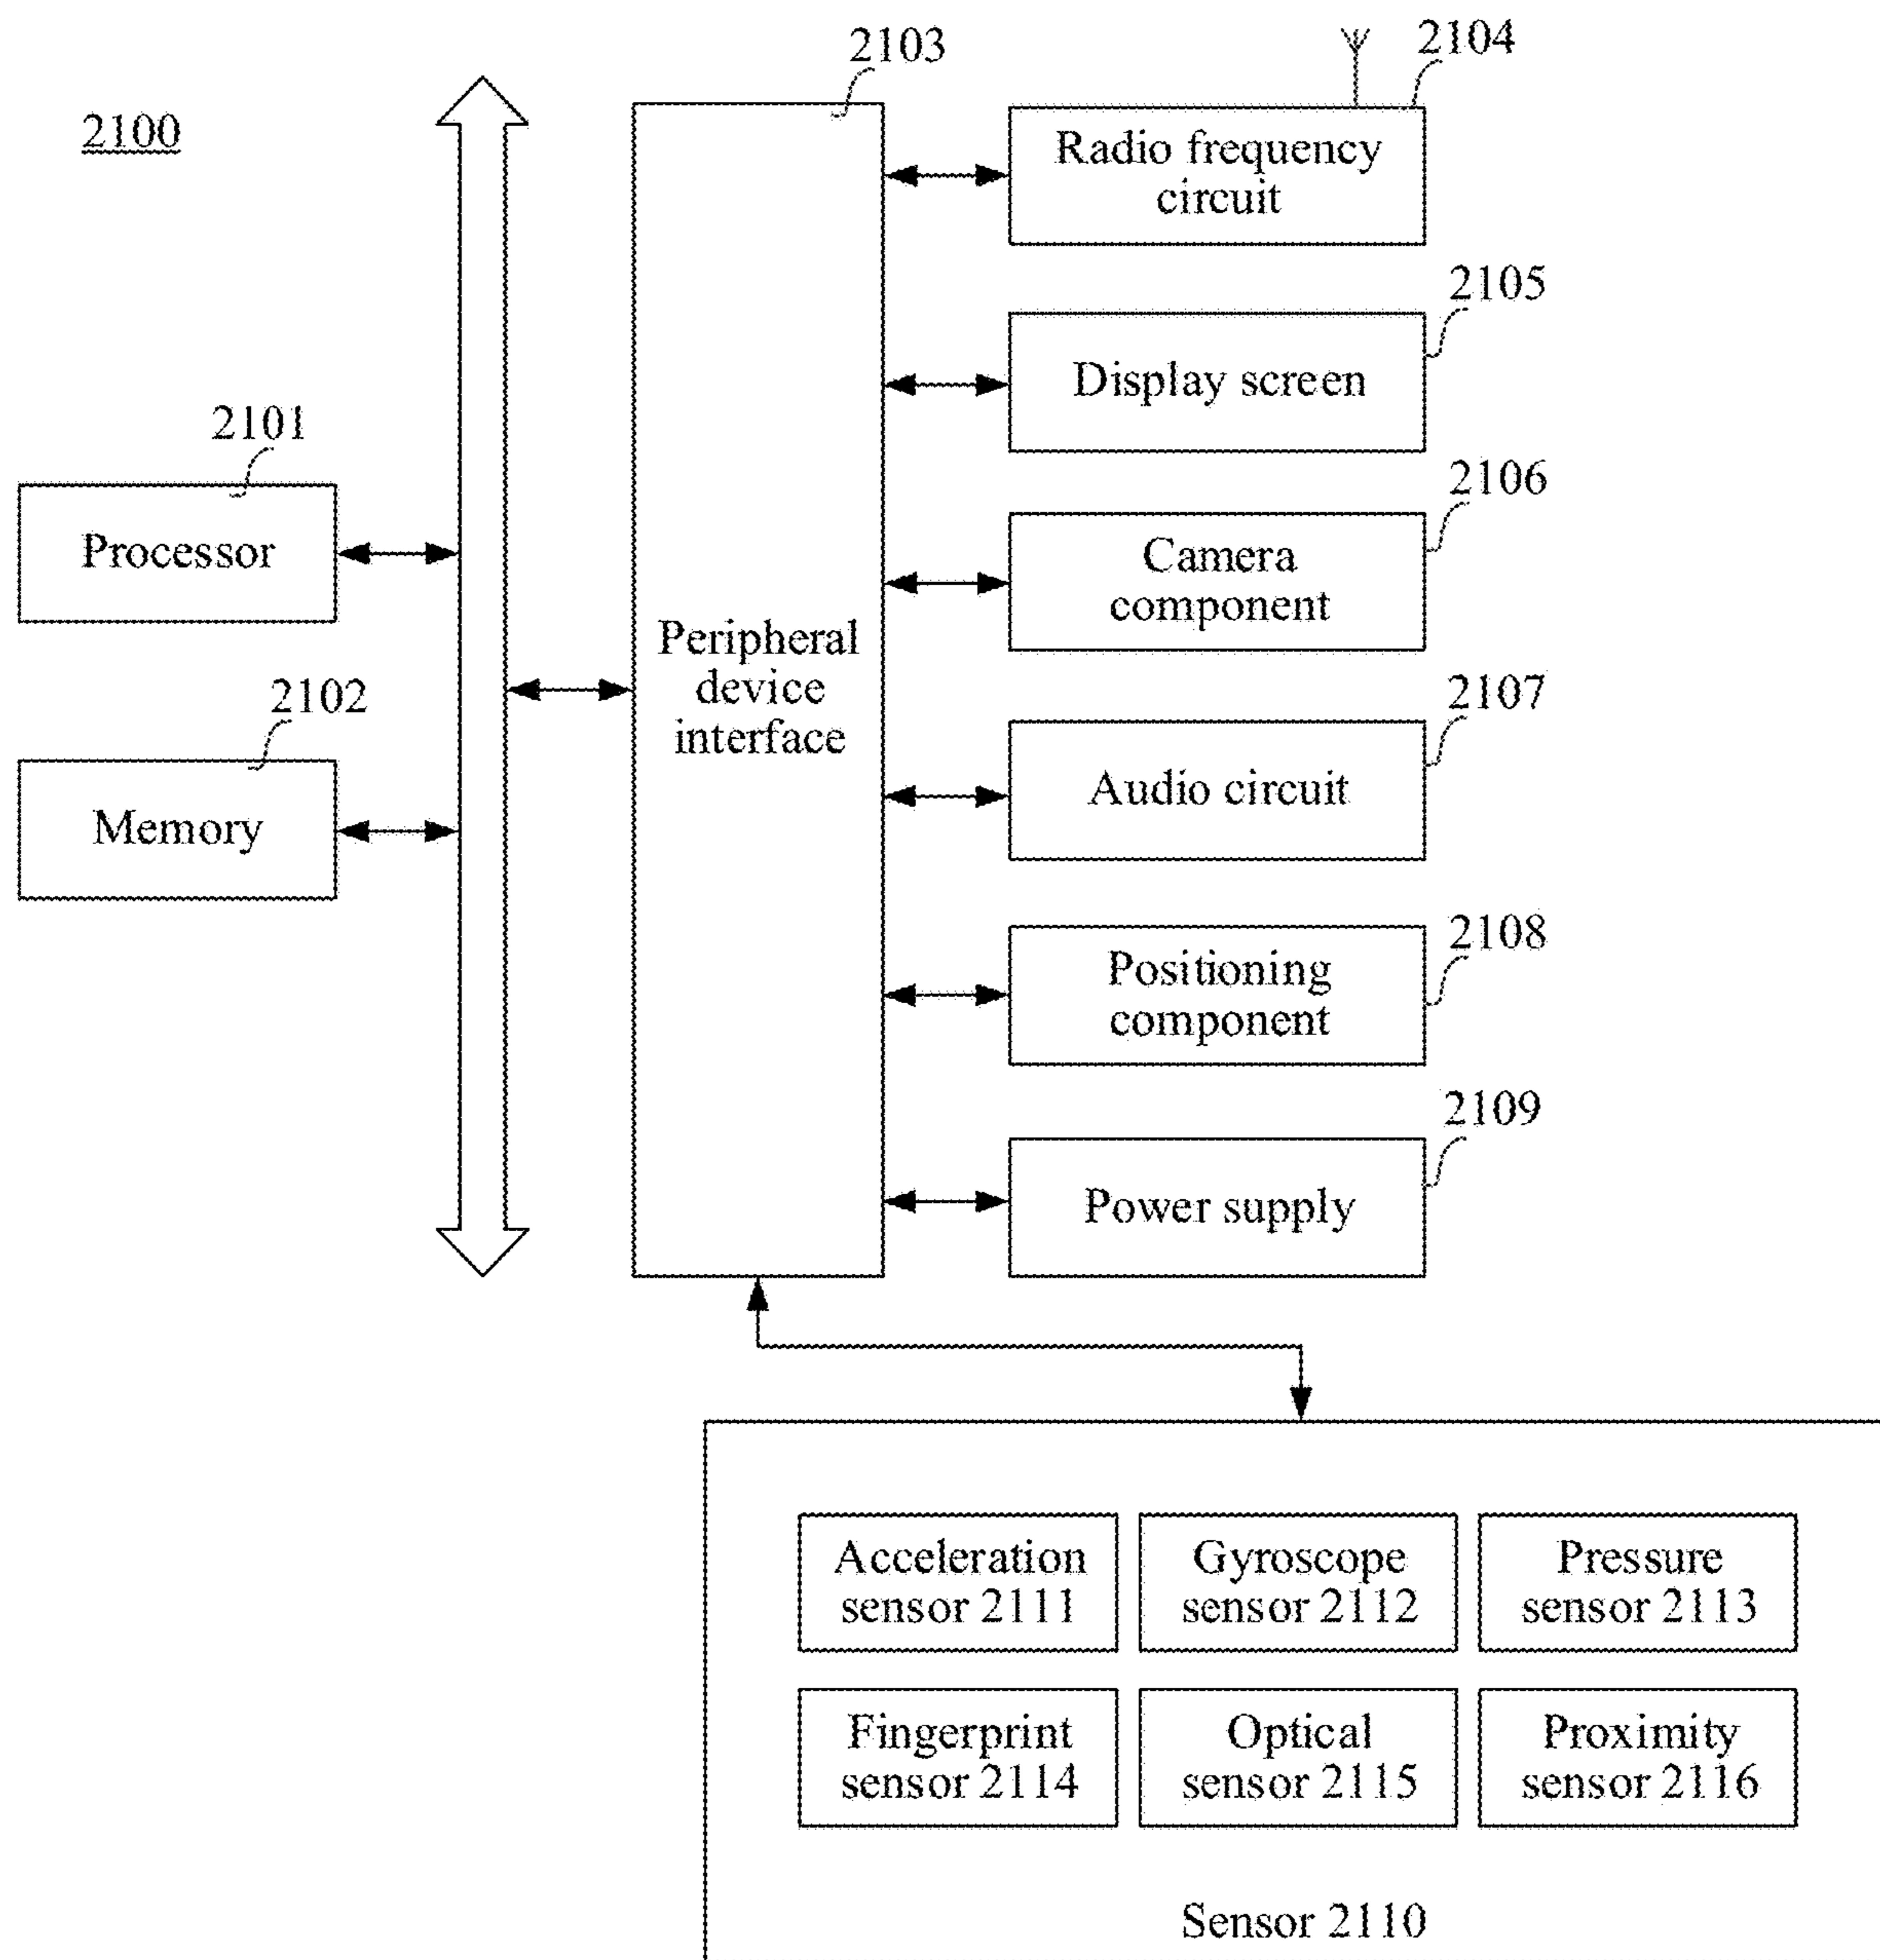 2100
2103
2104
Radio frequency
circuit
2105
Display screen
2101
Processor
2106
Camera
component
Peripheral
device
interface
2102
Memory
2107
Audio circuit
2108
Positioning
component
2109
Power supply
Acceleration
sensor 2111
Gyroscope
sensor 2112
Pressure
sensor 2113
Fingerprint
sensor 2114
Optical
sensor 2115
Proximity
sensor 2116
Sensor 2110